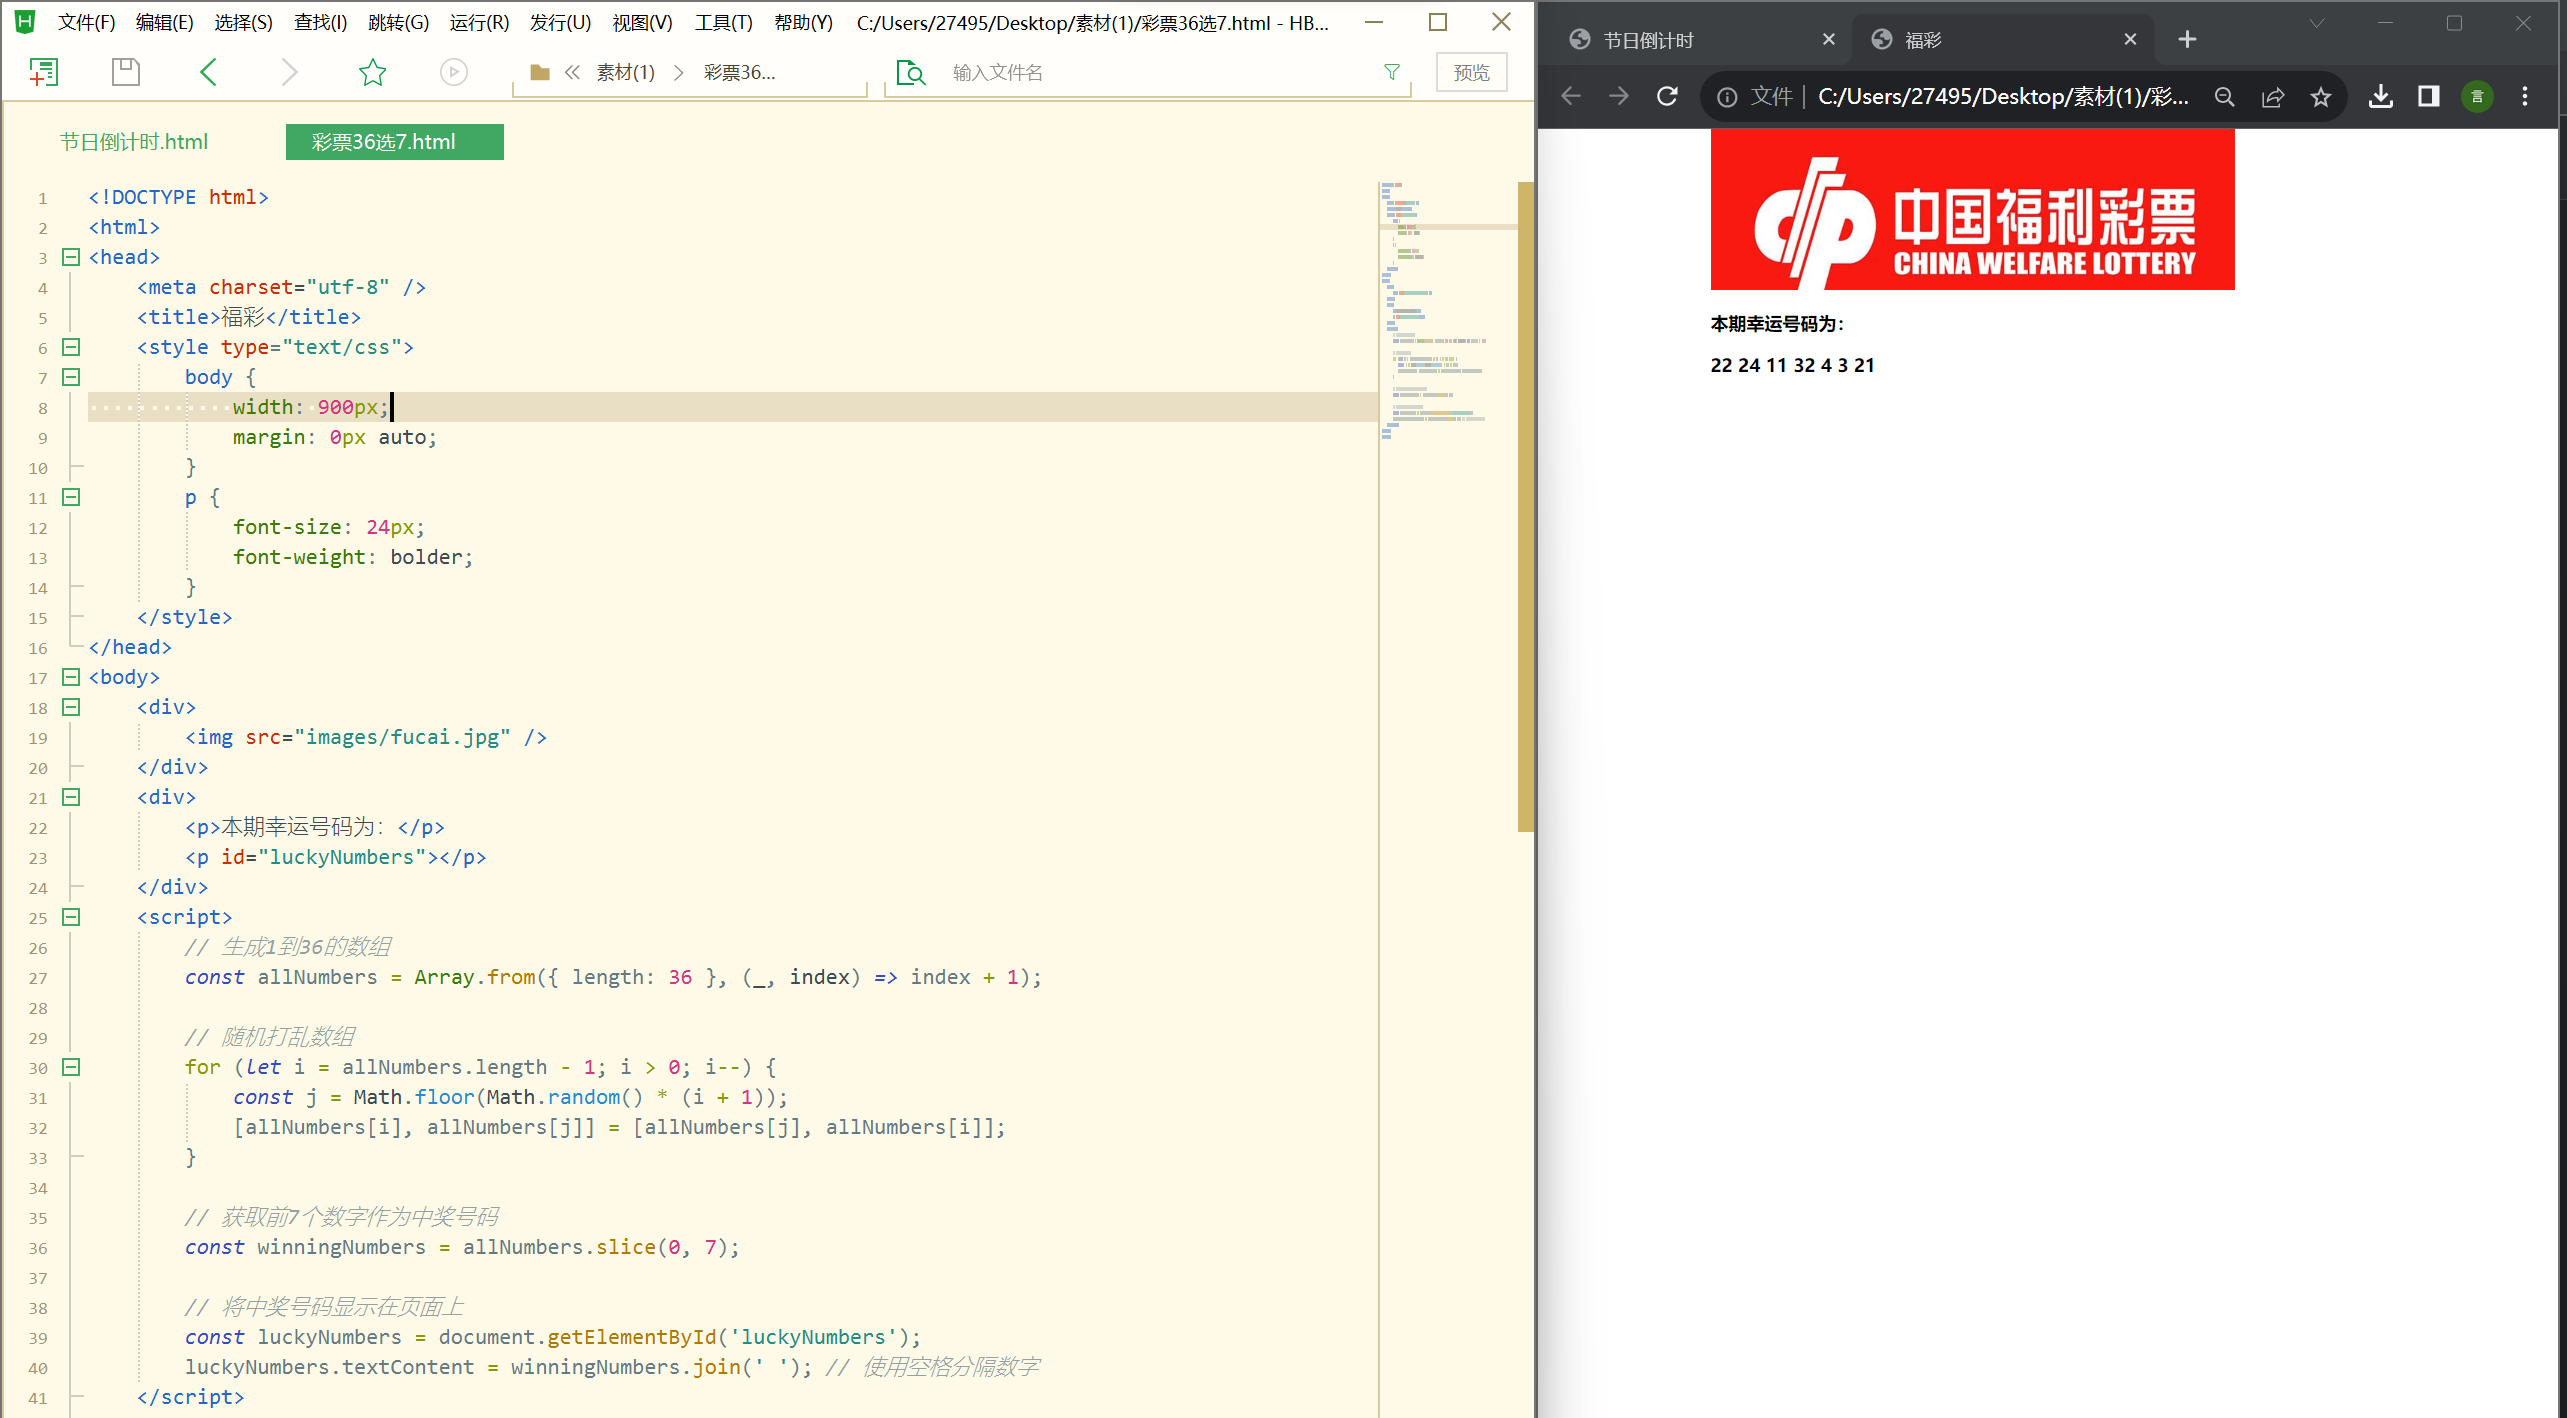 文件(F) 编辑(E) 选择(S) 查找(I) 跳转(G) 运行(R) 发行(U) 视图(V) 工具(T) 帮助(Y) C:/Users/27495/Desktop/素材(1)/彩票36选7.html - HB...
素材(1) 彩票36... 输入文件名 预览
节日倒计时.html 彩票36选7.html
1 <!DOCTYPE html>
2 <html>
3 <head>
4 <meta charset="utf-8" />
5 <title>福彩</title>
6 <style type="text/css">
7 body {
8 width: 900px;
9 margin: 0px auto;
10 }
11 p {
12 font-size: 24px;
13 font-weight: bolder;
14 }
15 </style>
16 </head>
17 <body>
18 <div>
19 <img src="images/fucai.jpg" />
20 </div>
21 <div>
22 <p>本期幸运号码为：</p>
23 <p id="luckyNumbers"></p>
24 </div>
25 <script>
26 // 生成1到36的数组
27 const allNumbers = Array.from({ length: 36 }, (_, index) => index + 1);
28
29 // 随机打乱数组
30 for (let i = allNumbers.length - 1; i > 0; i--) {
31 const j = Math.floor(Math.random() * (i + 1));
32 [allNumbers[i], allNumbers[j]] = [allNumbers[j], allNumbers[i]];
33 }
34
35 // 获取前7个数字作为中奖号码
36 const winningNumbers = allNumbers.slice(0, 7);
37
38 // 将中奖号码显示在页面上
39 const luckyNumbers = document.getElementById('luckyNumbers');
40 luckyNumbers.textContent = winningNumbers.join(' '); // 使用空格分隔数字
41 </script>
节日倒计时 福彩
文件 C:/Users/27495/Desktop/素材(1)/彩... 言
中国福利彩票
CHINA WELFARE LOTTERY
本期幸运号码为：
22 24 11 32 4 3 21